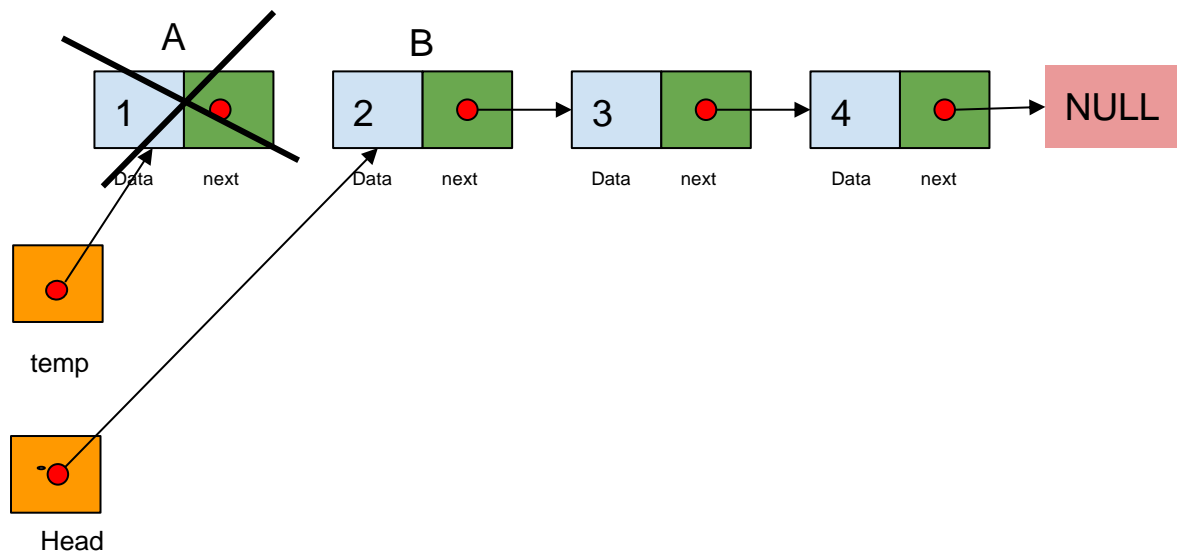 A B
1 2 3 4 NULL
Data next Data next Data next Data next
temp
Head